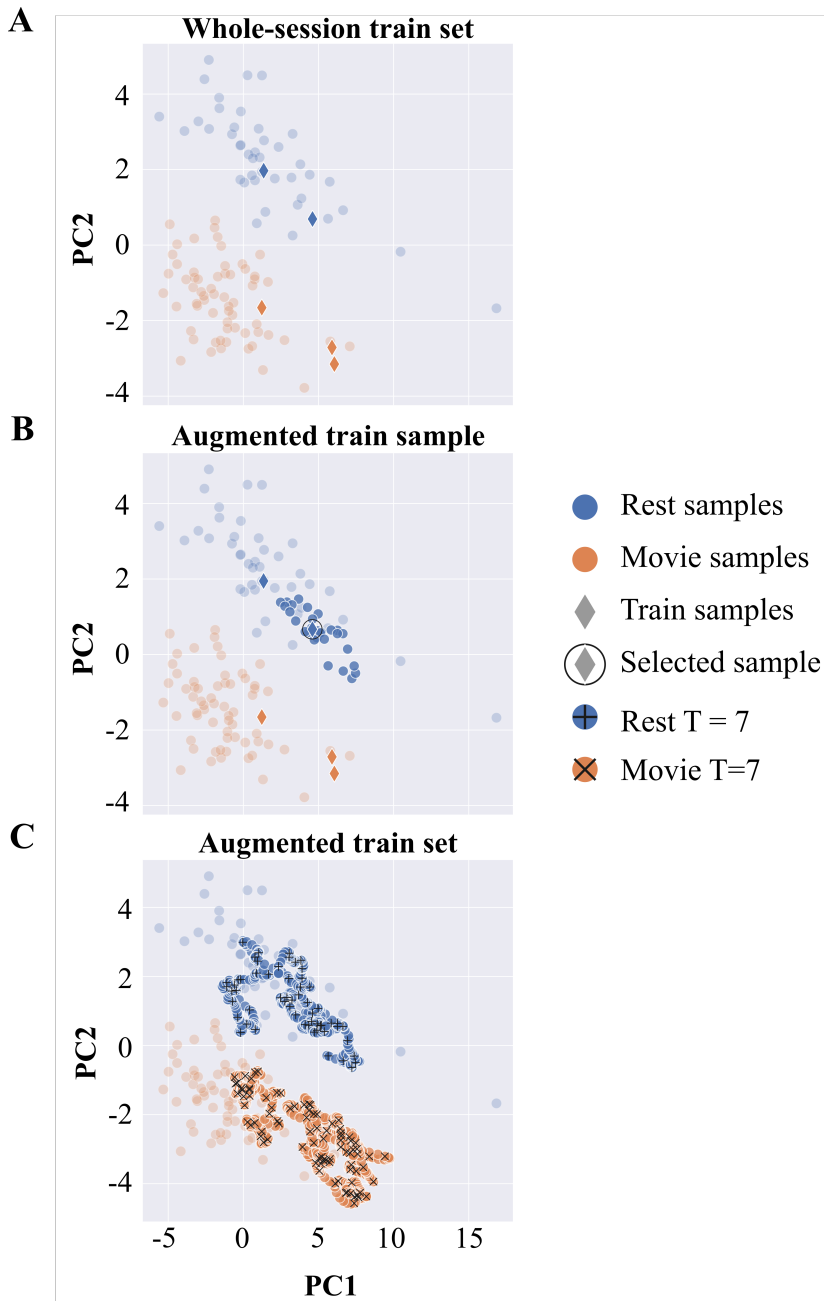 A
Whole-session train set
4
2
0
-2
-4
PC2
B
Augmented train sample
4
2
0
-2
-4
PC2
Rest samples
Movie samples
Train samples
Selected sample
Rest T = 7
Movie T=7
C
Augmented train set
4
2
0
-2
-4
PC2
-5 0 5 10 15
PC1